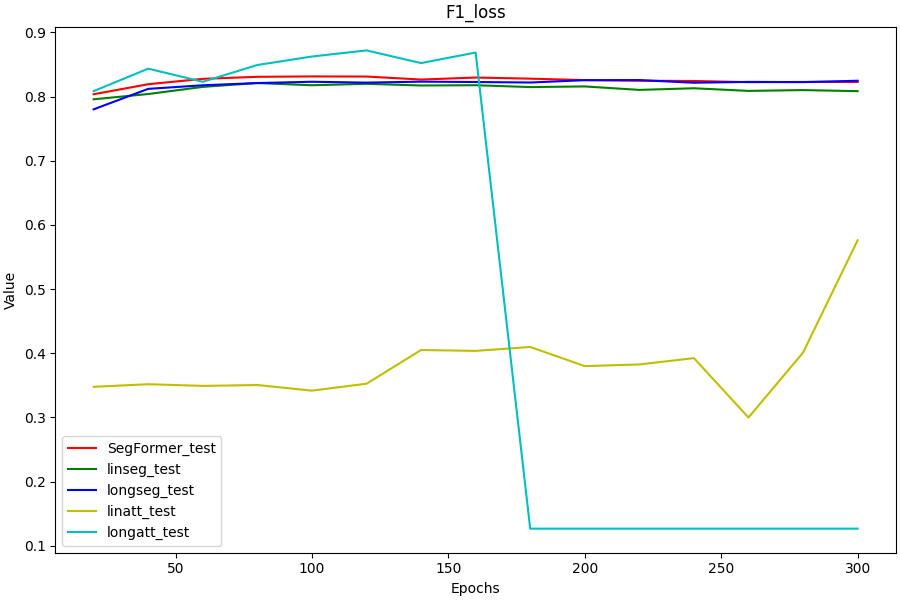 F1_loss
Value
0.9
0.8
0.7
0.6
0.5
0.4
0.3
0.2
0.1
SegFormer_test
linseg_test
longseg_test
linatt_test
longatt_test
50 100 150 200 250 300
Epochs